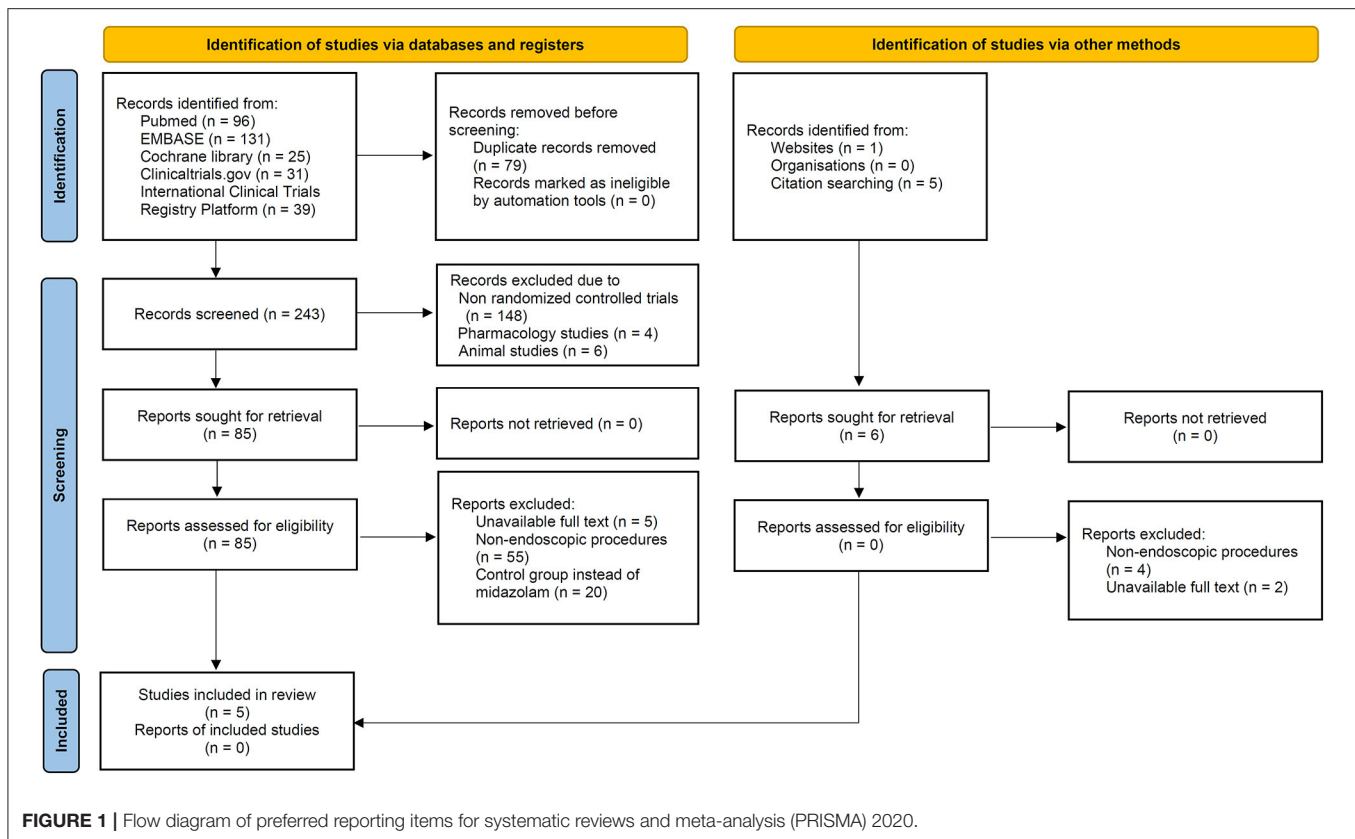 Identification of studies via databases and registers
Identification of studies via other methods
Identification
Records identified from:
Pubmed (n = 96)
EMBASE (n = 131)
Cochrane library (n = 25)
Clinicaltrials.gov (n = 31)
International Clinical Trials
Registry Platform (n = 39)
Records removed before
screening:
Duplicate records removed
(n = 79)
Records marked as ineligible
by automation tools (n = 0)
Records identified from:
Websites (n = 1)
Organisations (n = 0)
Citation searching (n = 5)
Screening
Records screened (n = 243)
Records excluded due to
Non randomized controlled trials
(n = 148)
Pharmacology studies (n = 4)
Animal studies (n = 6)
Reports sought for retrieval
(n = 85)
Reports not retrieved (n = 0)
Reports sought for retrieval
(n = 6)
Reports not retrieved
(n = 0)
Reports assessed for eligibility
(n = 85)
Reports excluded:
Unavailable full text (n = 5)
Non-endoscopic procedures
(n = 55)
Control group instead of
midazolam (n = 20)
Reports assessed for eligibility
(n = 0)
Reports excluded:
Non-endoscopic procedures
(n = 4)
Unavailable full text (n = 2)
Included
Studies included in review
(n = 5)
Reports of included studies
(n = 0)
FIGURE 1 | Flow diagram of preferred reporting items for systematic reviews and meta-analysis (PRISMA) 2020.